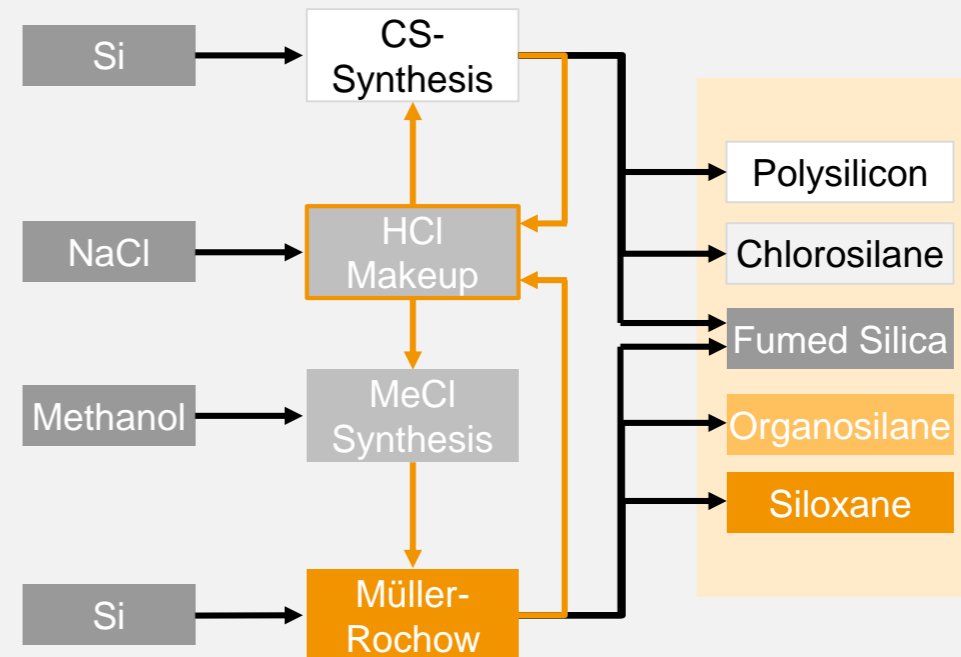 Si
CS-
Synthesis
NaCl
HCl
Makeup
Methanol
MeCl
Synthesis
Si
Müller-
Rochow
Polysilicon
Chlorosilane
Fumed Silica
Organosilane
Siloxane